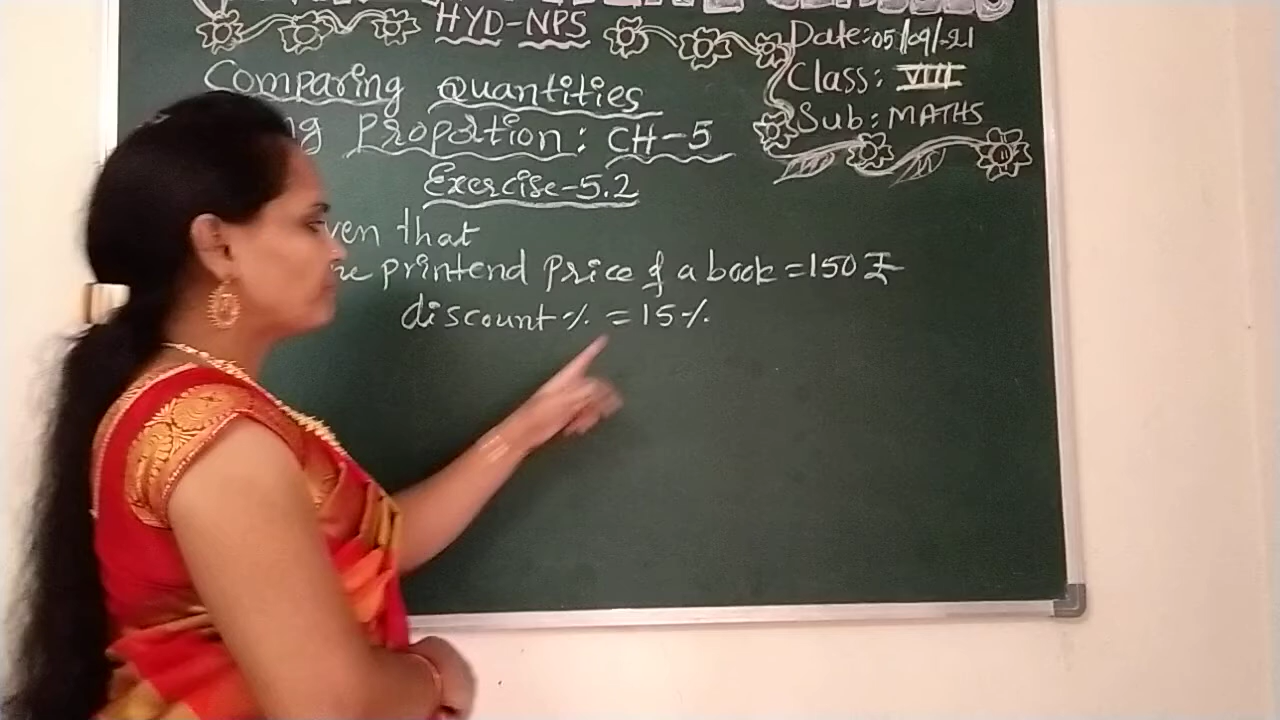 HYD-NPS
Date:05/09/-21
Class: VIII
Sub: MATHS
Comparing Quantities
Proportion: CH-5
Exercise-5.2
that
printend price of a book = 150 ₹
discount % = 15%